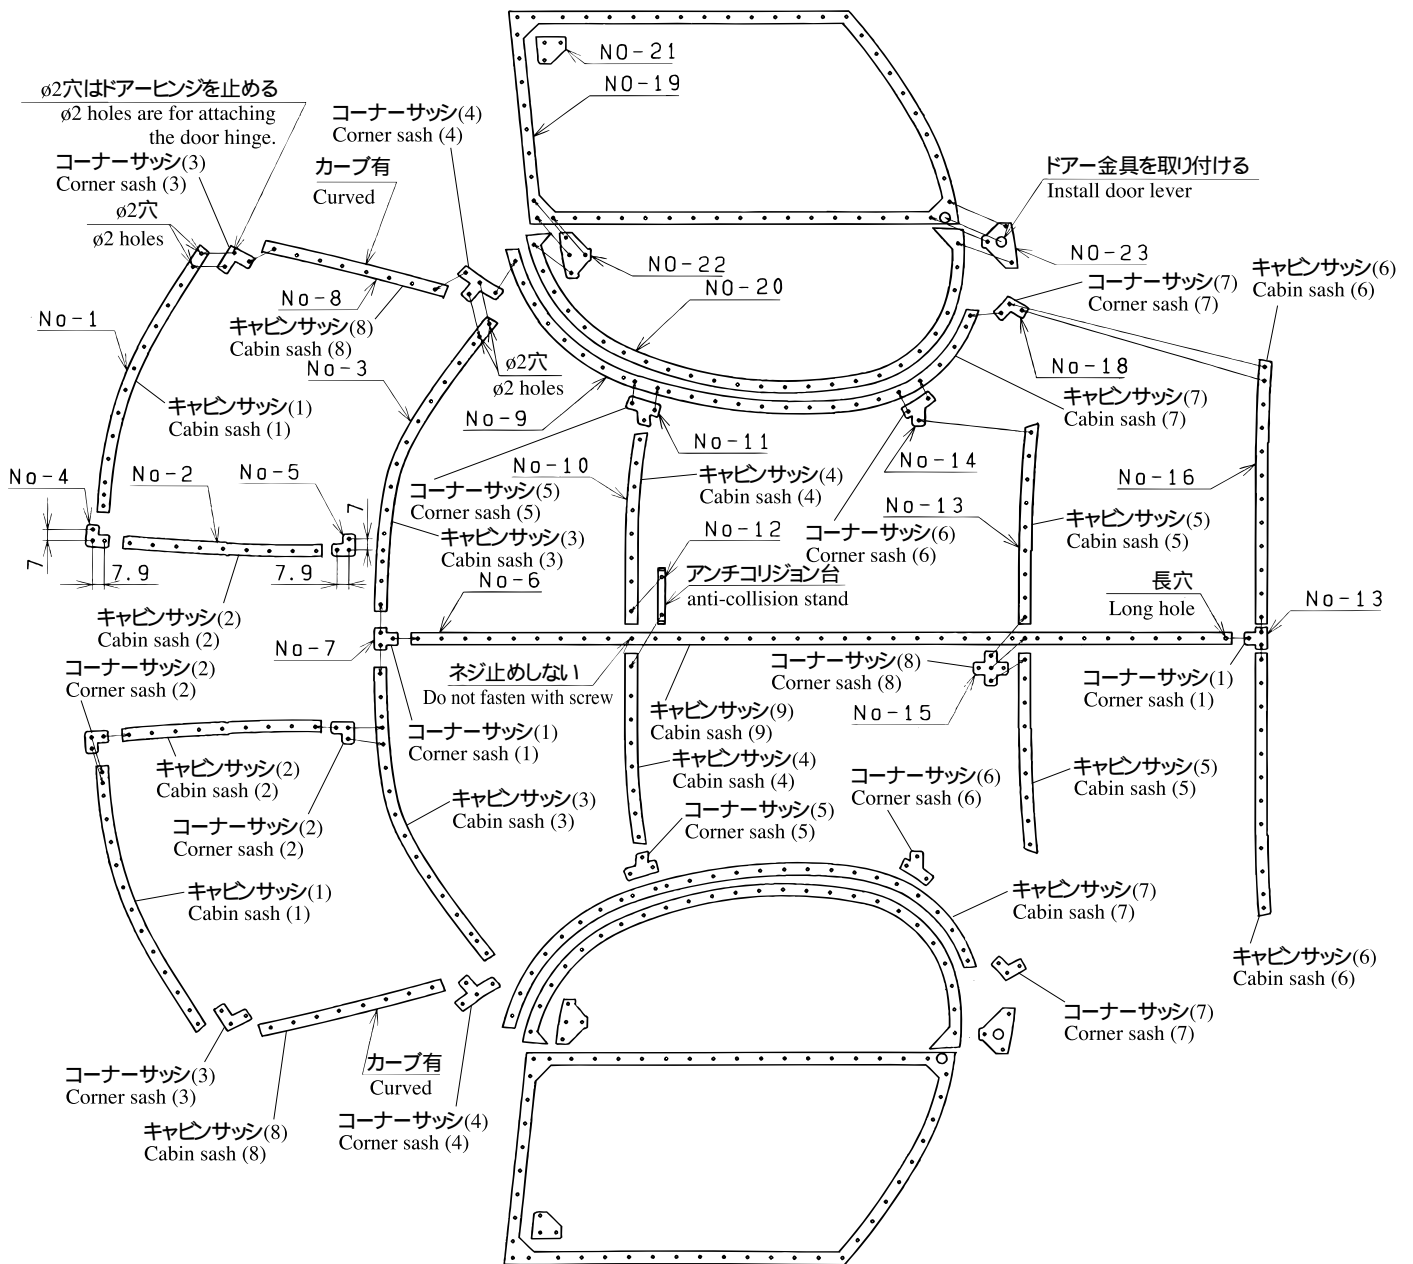 NO-21
NO-19
ø2穴はドアーヒンジを止める
ø2 holes are for attaching
the door hinge.
コーナーサッシ(4)
Corner sash (4)
コーナーサッシ(3)
Corner sash (3)
カーブ有
Curved
ø2穴
ø2 holes
ドアー金具を取り付ける
Install door lever
NO-23
NO-22
NO-20
コーナーサッシ(7)
Corner sash (7)
キャビンサッシ(6)
Cabin sash (6)
No-8
No-1
キャビンサッシ(8)
Cabin sash (8)
No-3
ø2穴
ø2 holes
No-18
キャビンサッシ(1)
Cabin sash (1)
キャビンサッシ(7)
Cabin sash (7)
No-9
No-11
No-14
No-10
No-4
No-2
No-5
コーナーサッシ(5)
Corner sash (5)
キャビンサッシ(4)
Cabin sash (4)
No-16
No-13
7
7
7.9
7.9
キャビンサッシ(3)
Cabin sash (3)
No-12
コーナーサッシ(6)
Corner sash (6)
キャビンサッシ(5)
Cabin sash (5)
No-6
アンチコリジョン台
anti-collision stand
長穴
Long hole
No-13
キャビンサッシ(2)
Cabin sash (2)
No-7
コーナーサッシ(2)
Corner sash (2)
ネジ止めしない
Do not fasten with screw
コーナーサッシ(8)
Corner sash (8)
コーナーサッシ(1)
Corner sash (1)
No-15
キャビンサッシ(9)
Cabin sash (9)
コーナーサッシ(1)
Corner sash (1)
キャビンサッシ(2)
Cabin sash (2)
キャビンサッシ(4)
Cabin sash (4)
コーナーサッシ(6)
Corner sash (6)
キャビンサッシ(5)
Cabin sash (5)
キャビンサッシ(3)
Cabin sash (3)
コーナーサッシ(5)
Corner sash (5)
コーナーサッシ(2)
Corner sash (2)
キャビンサッシ(1)
Cabin sash (1)
キャビンサッシ(7)
Cabin sash (7)
キャビンサッシ(6)
Cabin sash (6)
コーナーサッシ(7)
Corner sash (7)
カーブ有
Curved
コーナーサッシ(3)
Corner sash (3)
コーナーサッシ(4)
Corner sash (4)
キャビンサッシ(8)
Cabin sash (8)